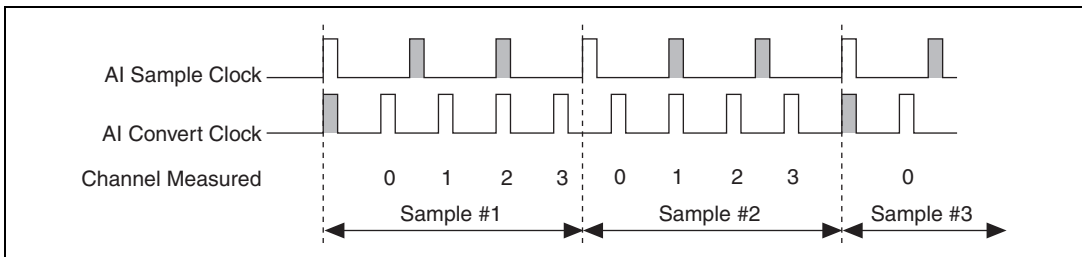 AI Sample Clock
AI Convert Clock
Channel Measured 0 1 2 3 0 1 2 3 0
Sample #1 Sample #2 Sample #3